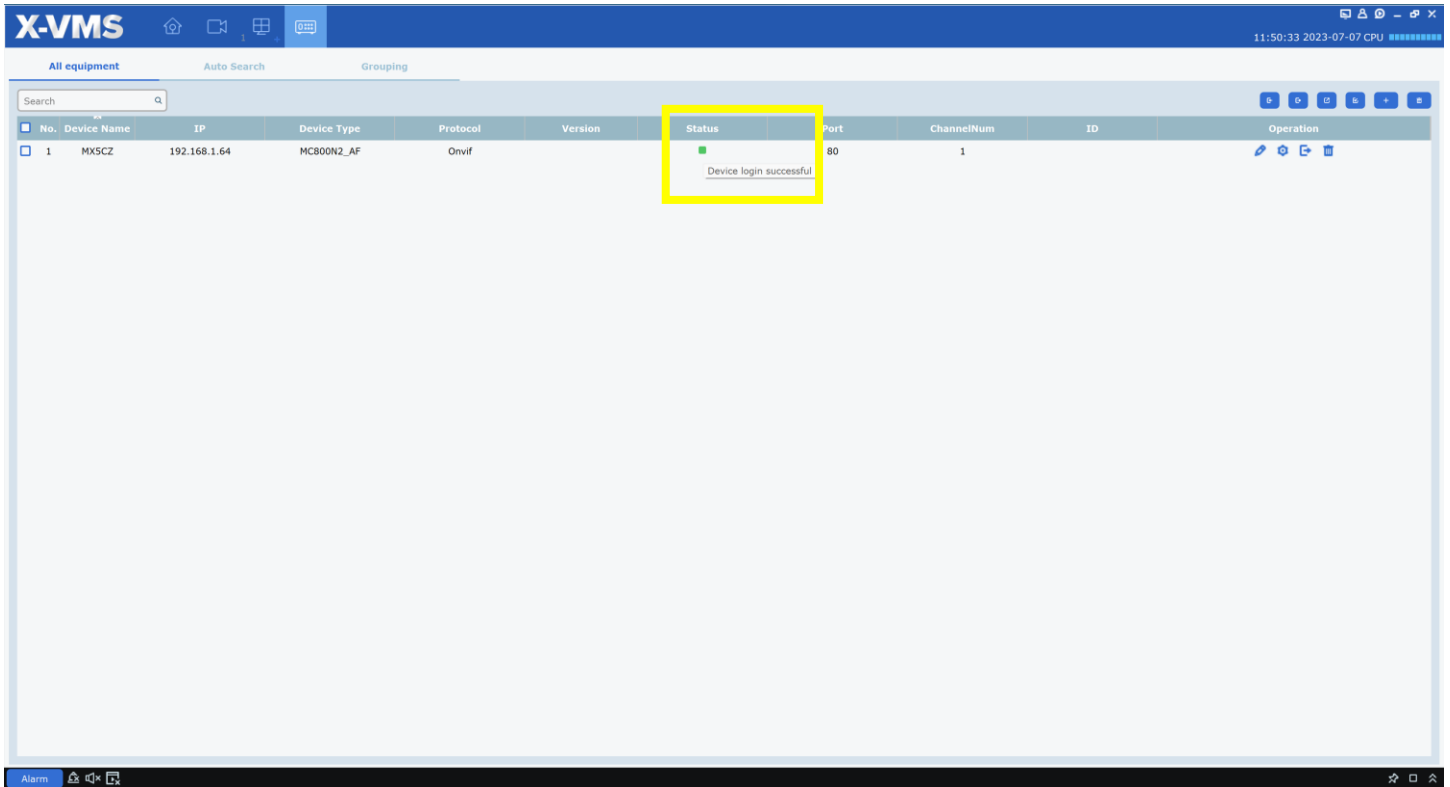 X-VMS
1
11:50:33 2023-07-07 CPU
All equipment Auto Search Grouping
Search
No. Device Name IP Device Type Protocol Version Status Port ChannelNum ID Operation
1 MX5CZ 192.168.1.64 MC800N2_AF Onvif 80 1
Device login successful
Alarm